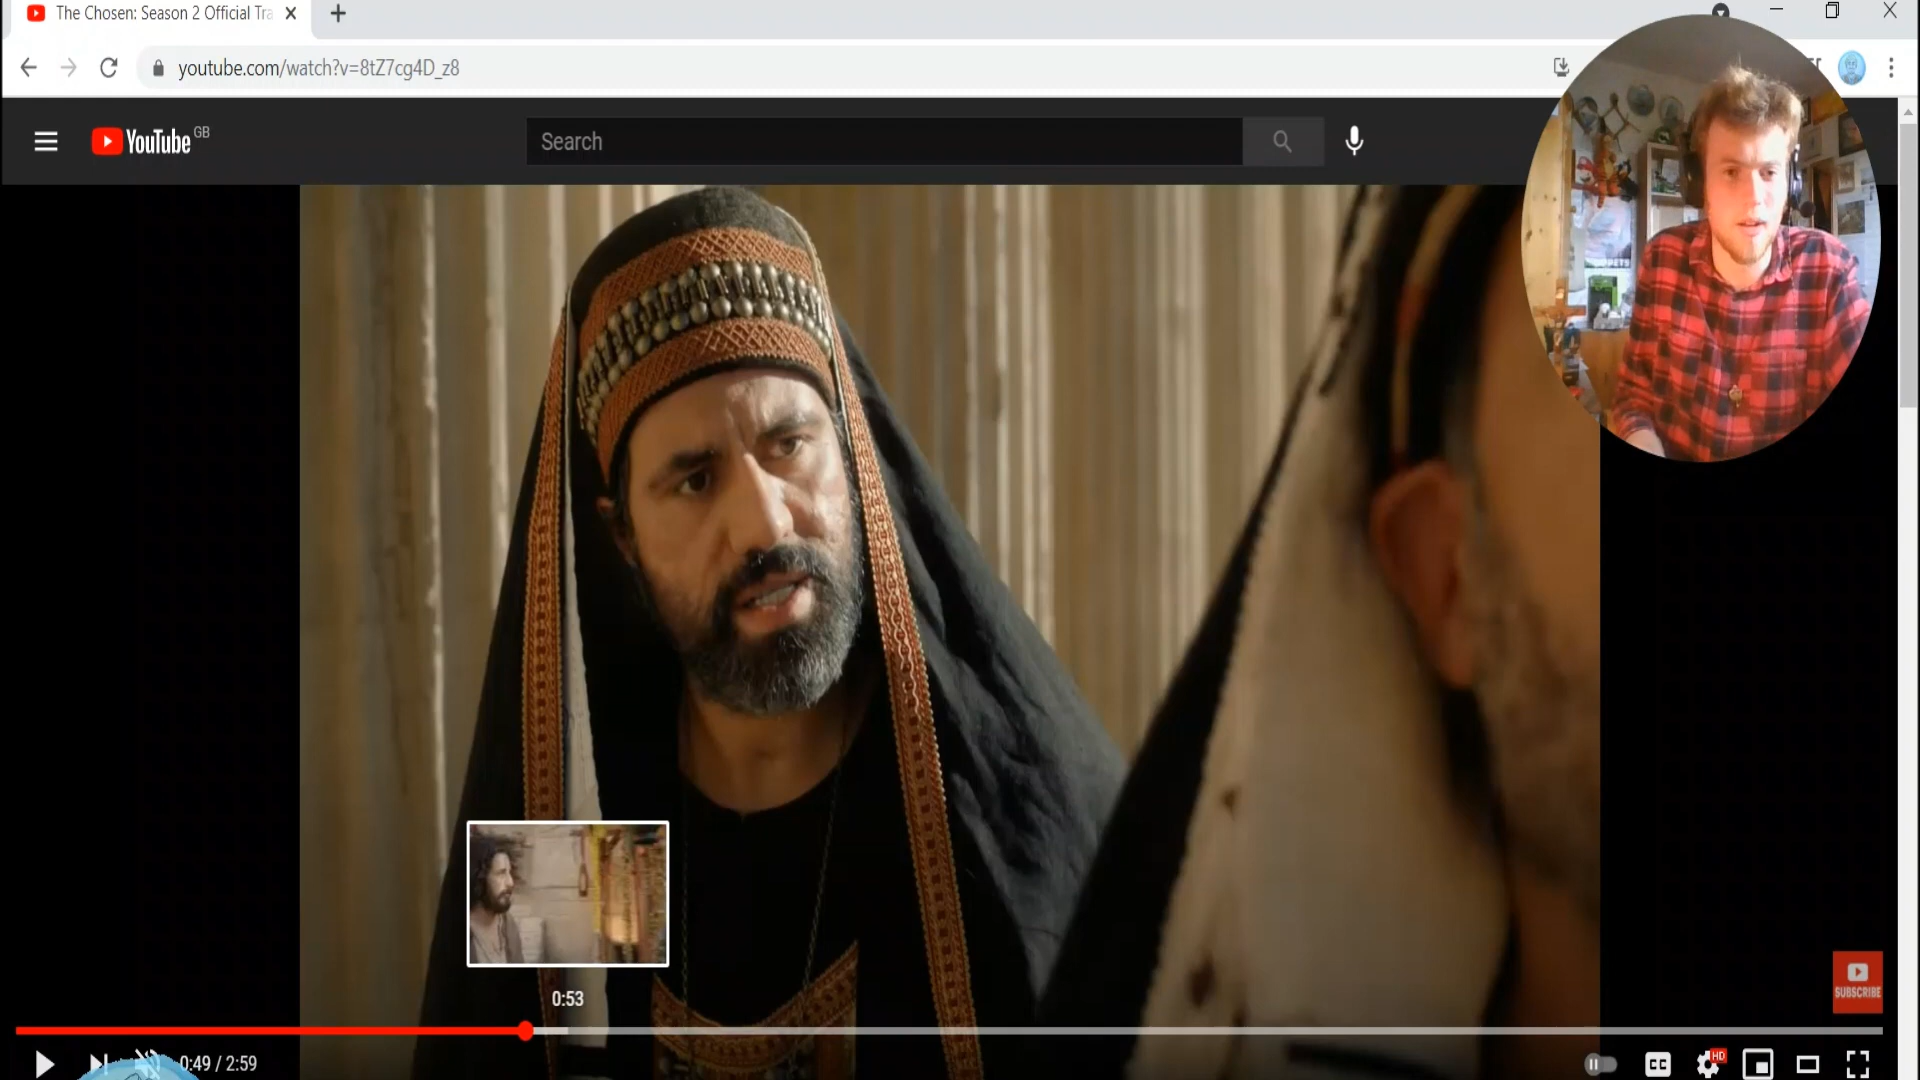 The Chosen: Season 2 Official Tra
youtube.com/watch?v=8tZ7cg4D_z8
YouTube GB
Search
0:53
SUBSCRIBE
0:49 / 2:59
CC
HD